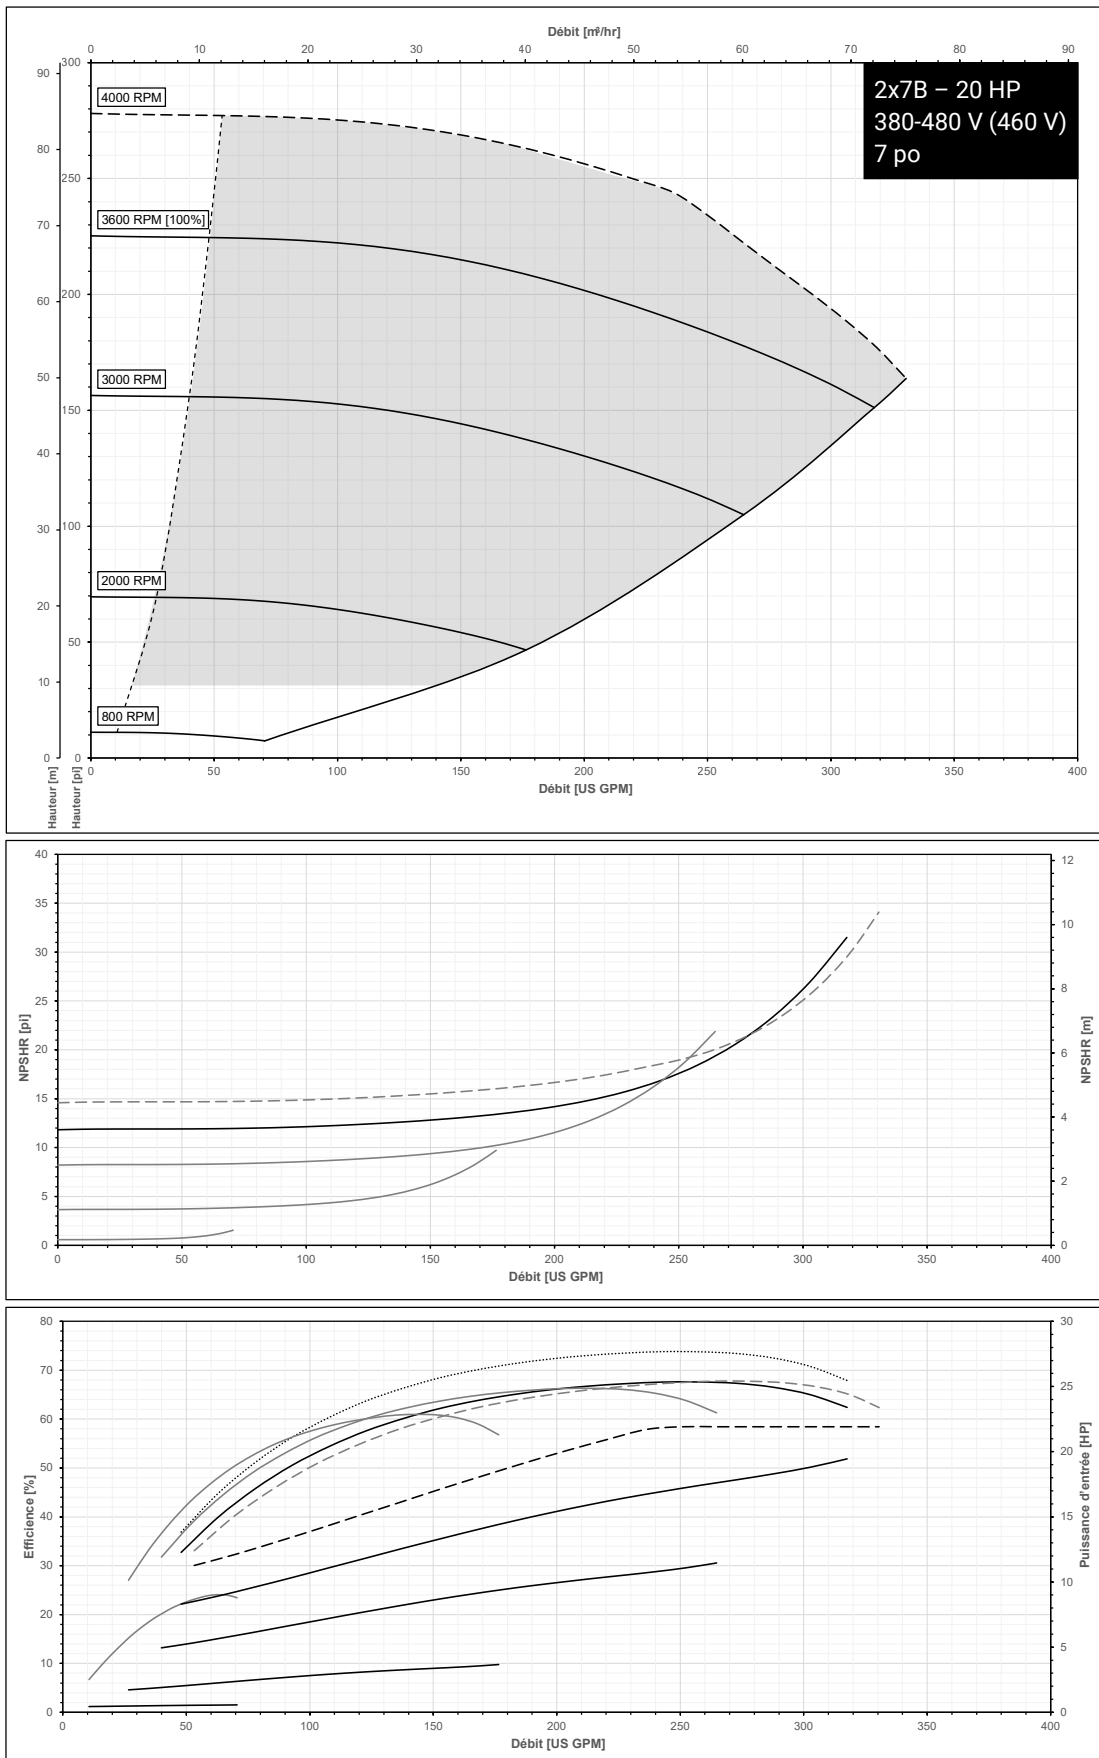 Débit [m³/hr]
0 10 20 30 40 50 60 70 80 90
2x7B – 20 HP
380-480 V (460 V)
7 po
4000 RPM
3600 RPM [100%]
3000 RPM
2000 RPM
800 RPM
90
80
70
60
50
40
30
20
10
0
Hauteur [m]
300
250
200
150
100
50
0
Hauteur [pi]
0 50 100 150 200 250 300 350 400
Débit [US GPM]
40
35
30
25
20
15
10
5
0
NPSHR [pi]
12
10
8
6
4
2
0
NPSHR [m]
0 50 100 150 200 250 300 350 400
Débit [US GPM]
80
70
60
50
40
30
20
10
0
Efficience [%]
30
25
20
15
10
5
0
Puissance d'entrée [HP]
0 50 100 150 200 250 300 350 400
Débit [US GPM]